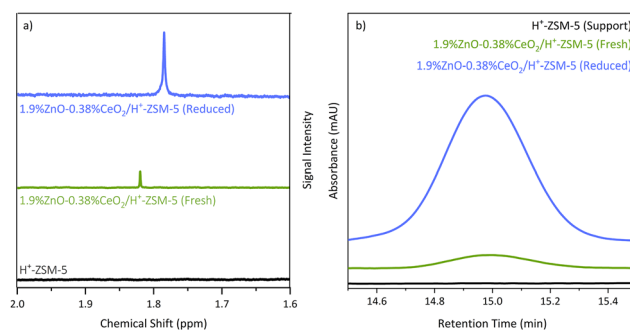 a)
1.9%ZnO-0.38%CeO₂/H⁺-ZSM-5 (Reduced)
1.9%ZnO-0.38%CeO₂/H⁺-ZSM-5 (Fresh)
H⁺-ZSM-5
2.0 1.9 1.8 1.7 1.6
Chemical Shift (ppm)
Signal Intensity
b)
H⁺-ZSM-5 (Support)
1.9%ZnO-0.38%CeO₂/H⁺-ZSM-5 (Fresh)
1.9%ZnO-0.38%CeO₂/H⁺-ZSM-5 (Reduced)
Absorbance (mAU)
14.6 14.8 15.0 15.2 15.4
Retention Time (min)